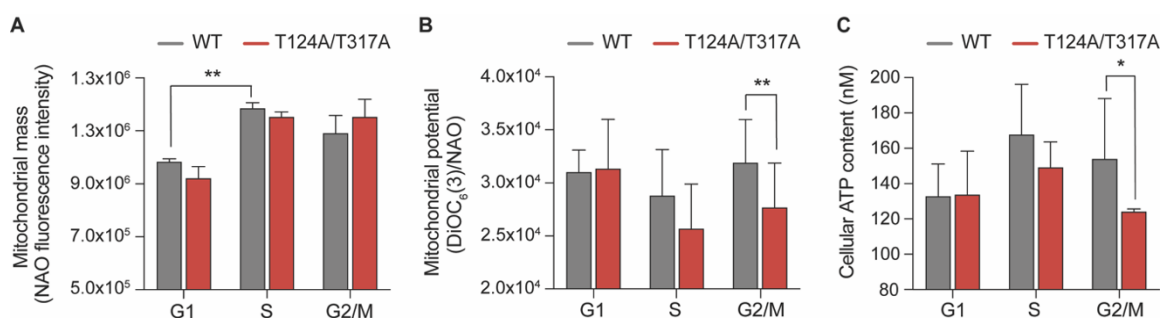 A
WT T124A/T317A
Mitochondrial mass
(NAO fluorescence intensity)
1.3x10⁶
1.3x10⁶
9.0x10⁶
7.0x10⁵
5.0x10⁵
**
G1 S G2/M
B
WT T124A/T317A
Mitochondrial potential
(DiOC₆(3)/NAO)
4.0x10⁴
3.5x10⁴
3.0x10⁴
2.5x10⁴
2.0x10⁴
**
G1 S G2/M
C
WT T124A/T317A
Cellular ATP content (nM)
200
180
160
140
120
100
80
*
G1 S G2/M